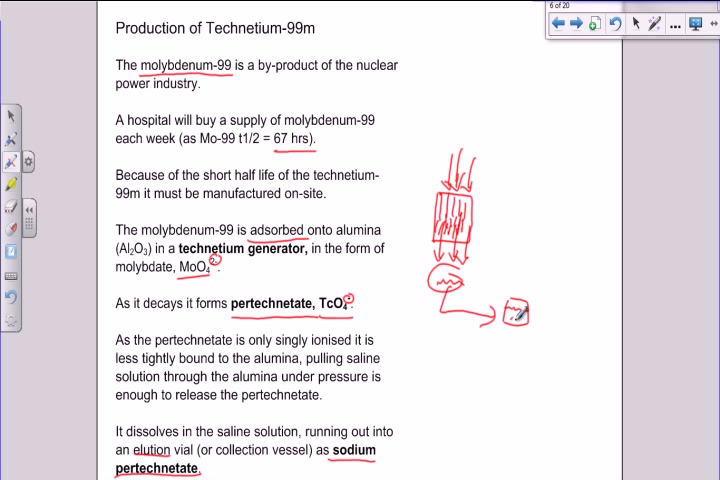 6 of 20
Production of Technetium-99m
The molybdenum-99 is a by-product of the nuclear
power industry.
A hospital will buy a supply of molybdenum-99
each week (as Mo-99 t1/2 = 67 hrs).
Because of the short half life of the technetium-
99m it must be manufactured on-site.
The molybdenum-99 is adsorbed onto alumina
(Al₂O₃) in a technetium generator, in the form of
molybdate, MoO₄²⁻.
As it decays it forms pertechnetate, TcO₄⁻.
As the pertechnetate is only singly ionised it is
less tightly bound to the alumina, pulling saline
solution through the alumina under pressure is
enough to release the pertechnetate.
It dissolves in the saline solution, running out into
an elution vial (or collection vessel) as sodium
pertechnetate.